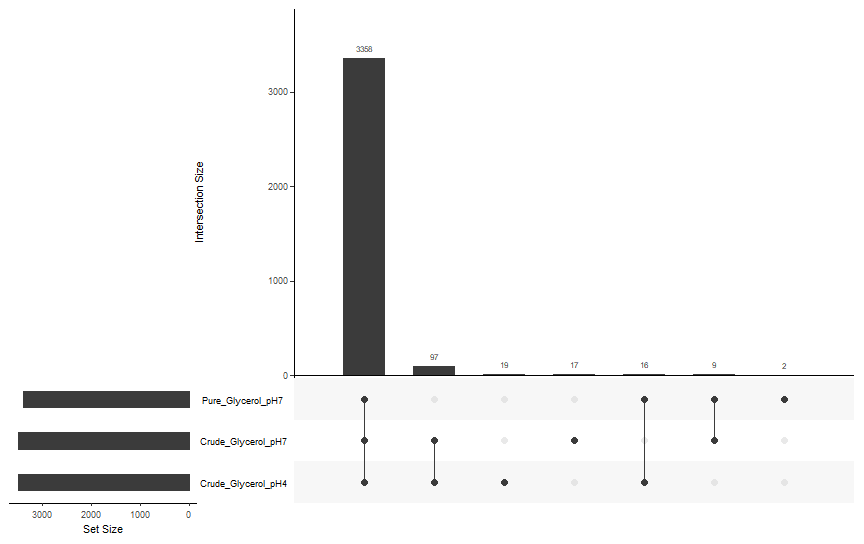 3358
3000
2000
1000
0
Intersection Size
97
19
17
16
9
2
Pure_Glycerol_pH7
Crude_Glycerol_pH7
Crude_Glycerol_pH4
3000 2000 1000 0
Set Size